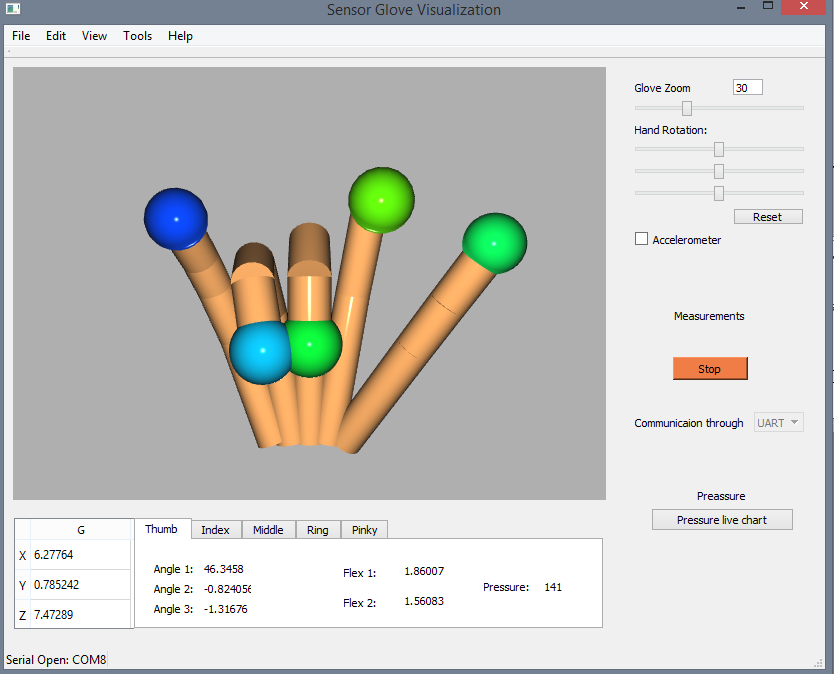 Sensor Glove Visualization
File Edit View Tools Help
Glove Zoom 30
Hand Rotation:
Reset
Accelerometer
Measurements
Stop
Communicaion through UART
Preassure
Pressure live chart
G
X 6.27764
Y 0.785242
Z 7.47289
Thumb Index Middle Ring Pinky
Angle 1: 46.3458
Angle 2: -0.824056
Angle 3: -1.31676
Flex 1: 1.86007
Flex 2: 1.56083
Pressure: 141
Serial Open: COM8